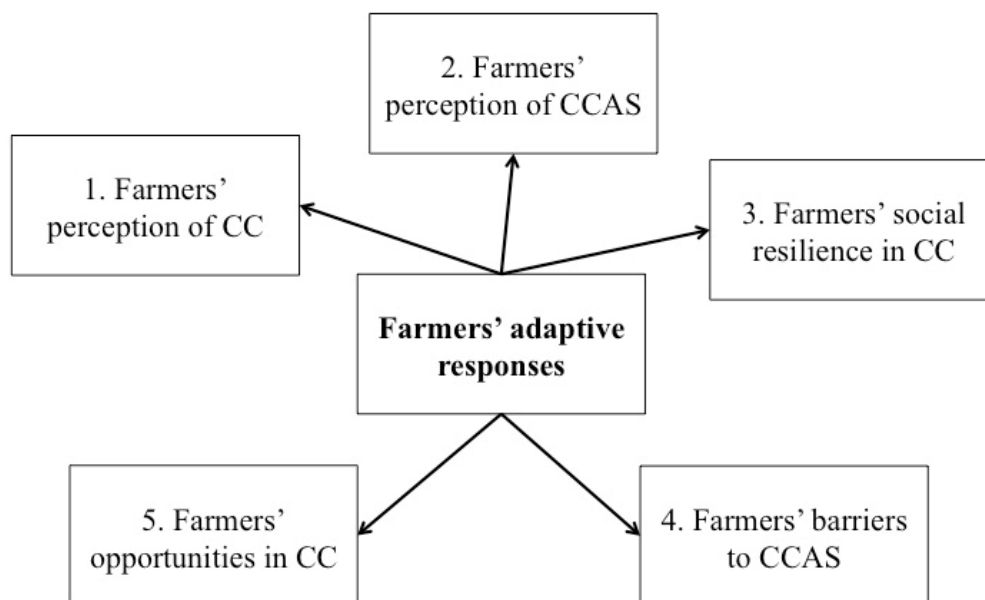 1. Farmers’
perception of CC
2. Farmers’
perception of CCAS
3. Farmers’ social
resilience in CC
Farmers’ adaptive
responses
5. Farmers’
opportunities in CC
4. Farmers’ barriers
to CCAS